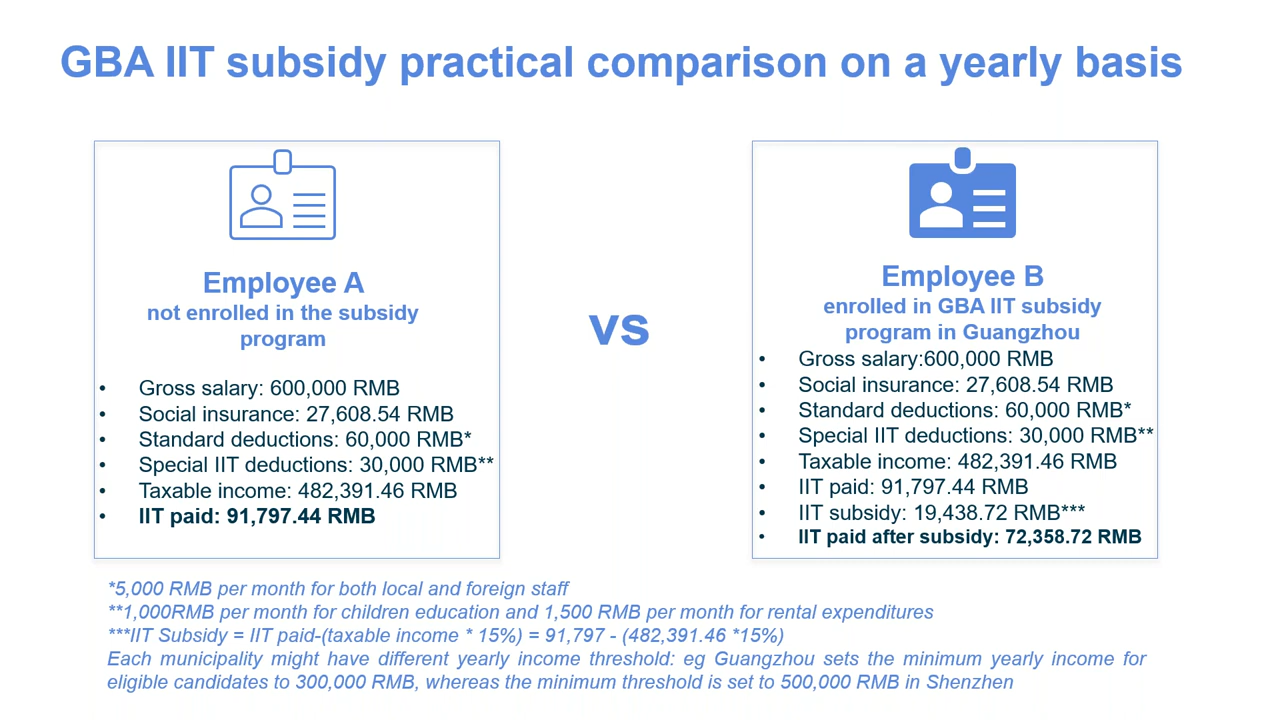 GBA IIT subsidy practical comparison on a yearly basis
Employee A
not enrolled in the subsidy
program
• Gross salary: 600,000 RMB
• Social insurance: 27,608.54 RMB
• Standard deductions: 60,000 RMB*
• Special IIT deductions: 30,000 RMB**
• Taxable income: 482,391.46 RMB
• IIT paid: 91,797.44 RMB
vs
Employee B
enrolled in GBA IIT subsidy
program in Guangzhou
• Gross salary:600,000 RMB
• Social insurance: 27,608.54 RMB
• Standard deductions: 60,000 RMB*
• Special IIT deductions: 30,000 RMB**
• Taxable income: 482,391.46 RMB
• IIT paid: 91,797.44 RMB
• IIT subsidy: 19,438.72 RMB***
• IIT paid after subsidy: 72,358.72 RMB
*5,000 RMB per month for both local and foreign staff
**1,000RMB per month for children education and 1,500 RMB per month for rental expenditures
***IIT Subsidy = IIT paid-(taxable income * 15%) = 91,797 - (482,391.46 *15%)
Each municipality might have different yearly income threshold: eg Guangzhou sets the minimum yearly income for
eligible candidates to 300,000 RMB, whereas the minimum threshold is set to 500,000 RMB in Shenzhen